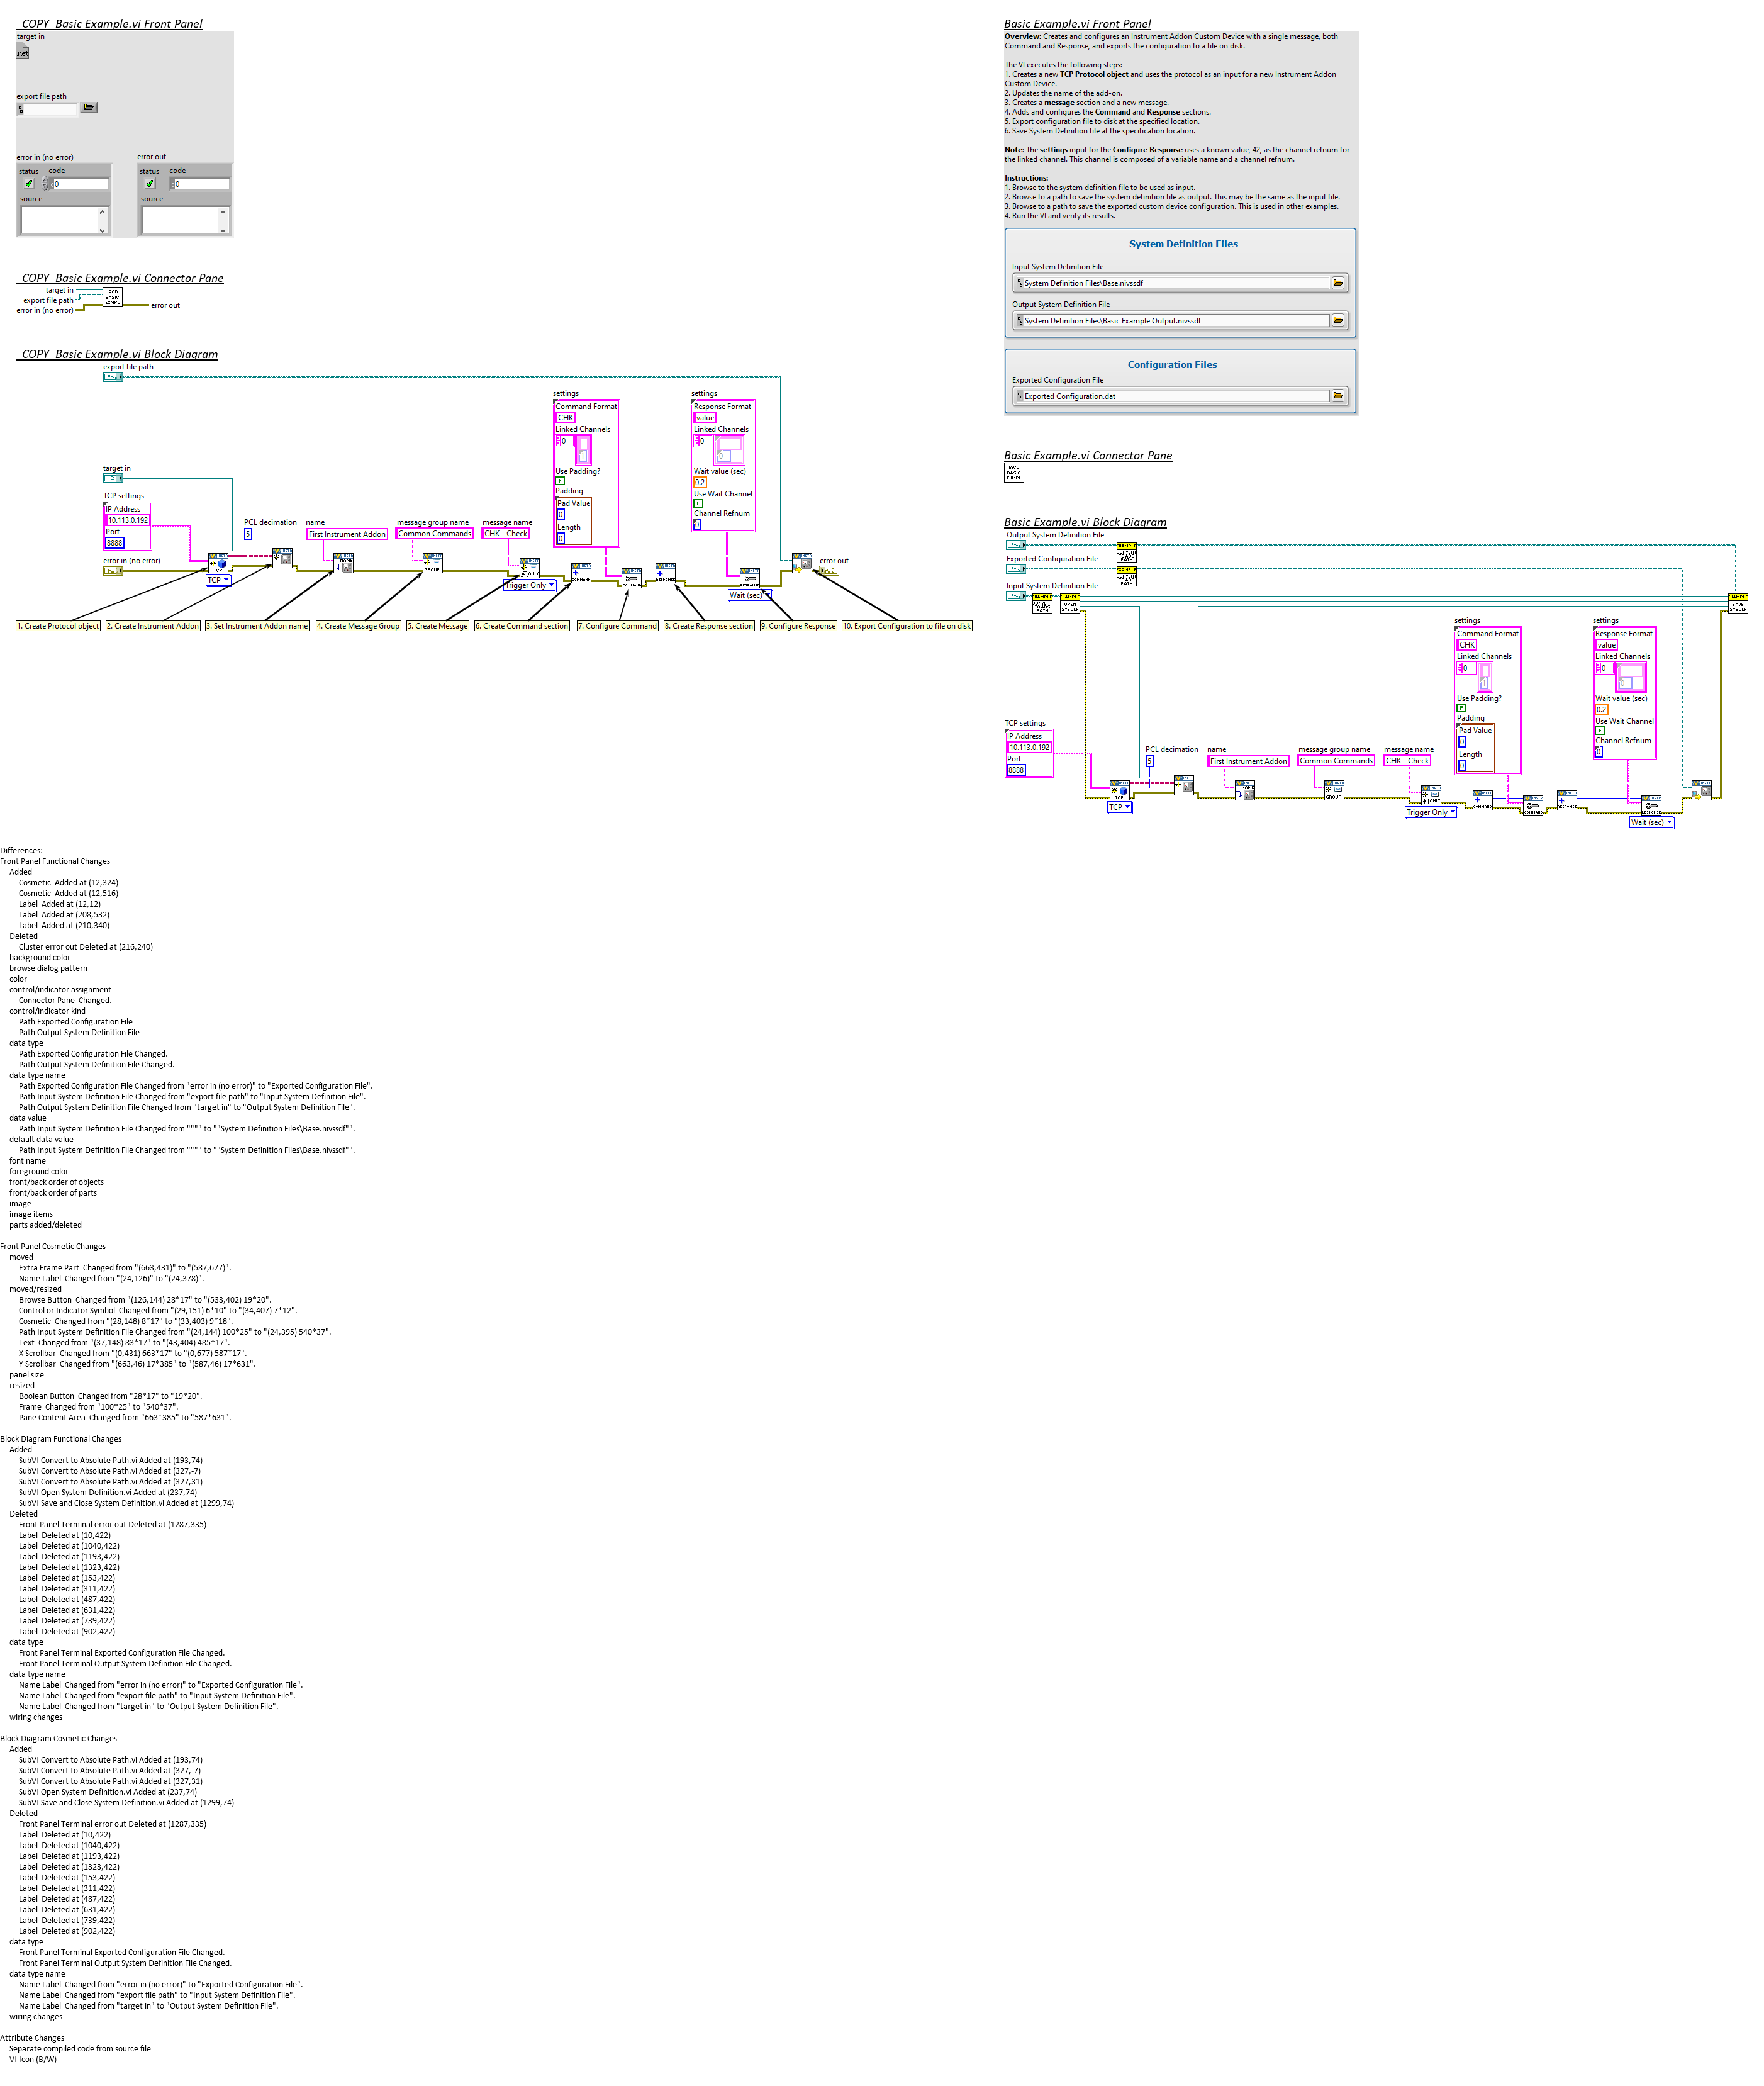 _COPY_Basic Example.vi Front Panel
target in
.net
export file path
error in (no error)
error out
status
code
0
source
status
code
0
source
_COPY_Basic Example.vi Connector Pane
target in
export file path
error in (no error)
IACD
BASIC
EXMPL
error out
_COPY_Basic Example.vi Block Diagram
export file path
target in
TCP settings
IP Address
10.113.0.192
Port
8888
error in (no error)
TCP
PCL decimation
5
name
First Instrument Addon
message group name
Common Commands
message name
CHK - Check
Trigger Only
settings
Command Format
CHK
Linked Channels
0
Use Padding?
F
Padding
Pad Value
0
Length
0
settings
Response Format
value
Linked Channels
0
Wait value (sec)
0.2
Use Wait Channel
F
Channel Refnum
0
Wait (sec)
error out
1. Create Protocol object
2. Create Instrument Addon
3. Set Instrument Addon name
4. Create Message Group
5. Create Message
6. Create Command section
7. Configure Command
8. Create Response section
9. Configure Response
10. Export Configuration to file on disk
Basic Example.vi Front Panel
Overview: Creates and configures an Instrument Addon Custom Device with a single message, both
Command and Response, and exports the configuration to a file on disk.
The VI executes the following steps:
1. Creates a new TCP Protocol object and uses the protocol as an input for a new Instrument Addon
Custom Device.
2. Updates the name of the add-on.
3. Creates a message section and a new message.
4. Adds and configures the Command and Response sections.
5. Export configuration file to disk at the specified location.
6. Save System Definition file at the specification location.
Note: The settings input for the Configure Response uses a known value, 42, as the channel refnum for
the linked channel. This channel is composed of a variable name and a channel refnum.
Instructions:
1. Browse to the system definition file to be used as input.
2. Browse to a path to save the system definition file as output. This may be the same as the input file.
3. Browse to a path to save the exported custom device configuration. This is used in other examples.
4. Run the VI and verify its results.
System Definition Files
Input System Definition File
System Definition Files\Base.nivssdf
Output System Definition File
System Definition Files\Basic Example Output.nivssdf
Configuration Files
Exported Configuration File
Exported Configuration.dat
Basic Example.vi Connector Pane
IACD
BASIC
EXMPL
Basic Example.vi Block Diagram
Output System Definition File
Exported Configuration File
Input System Definition File
TCP settings
IP Address
10.113.0.192
Port
8888
TCP
PCL decimation
5
name
First Instrument Addon
message group name
Common Commands
message name
CHK - Check
Trigger Only
settings
Command Format
CHK
Linked Channels
0
Use Padding?
F
Padding
Pad Value
0
Length
0
settings
Response Format
value
Linked Channels
0
Wait value (sec)
0.2
Use Wait Channel
F
Channel Refnum
0
Wait (sec)
Differences:
Front Panel Functional Changes
Added
Cosmetic  Added at (12,324)
Cosmetic  Added at (12,516)
Label  Added at (12,12)
Label  Added at (208,532)
Label  Added at (210,340)
Deleted
Cluster error out Deleted at (216,240)
background color
browse dialog pattern
color
control/indicator assignment
Connector Pane  Changed.
control/indicator kind
Path Exported Configuration File
Path Output System Definition File
data type
Path Exported Configuration File Changed.
Path Output System Definition File Changed.
data type name
Path Exported Configuration File Changed from "error in (no error)" to "Exported Configuration File".
Path Input System Definition File Changed from "export file path" to "Input System Definition File".
Path Output System Definition File Changed from "target in" to "Output System Definition File".
data value
Path Input System Definition File Changed from """" to ""System Definition Files\Base.nivssdf"".
default data value
Path Input System Definition File Changed from """" to ""System Definition Files\Base.nivssdf"".
font name
foreground color
front/back order of objects
front/back order of parts
image
image items
parts added/deleted
Front Panel Cosmetic Changes
moved
Extra Frame Part  Changed from "(663,431)" to "(587,677)".
Name Label  Changed from "(24,126)" to "(24,378)".
moved/resized
Browse Button  Changed from "(126,144) 28*17" to "(533,402) 19*20".
Control or Indicator Symbol  Changed from "(29,151) 6*10" to "(34,407) 7*12".
Cosmetic  Changed from "(28,148) 8*17" to "(33,403) 9*18".
Path Input System Definition File Changed from "(24,144) 100*25" to "(24,395) 540*37".
Text  Changed from "(37,148) 83*17" to "(43,404) 485*17".
X Scrollbar  Changed from "(0,431) 663*17" to "(0,677) 587*17".
Y Scrollbar  Changed from "(663,46) 17*385" to "(587,46) 17*631".
panel size
resized
Boolean Button  Changed from "28*17" to "19*20".
Frame  Changed from "100*25" to "540*37".
Pane Content Area  Changed from "663*385" to "587*631".
Block Diagram Functional Changes
Added
SubVI Convert to Absolute Path.vi Added at (193,74)
SubVI Convert to Absolute Path.vi Added at (327,-7)
SubVI Convert to Absolute Path.vi Added at (327,31)
SubVI Open System Definition.vi Added at (237,74)
SubVI Save and Close System Definition.vi Added at (1299,74)
Deleted
Front Panel Terminal error out Deleted at (1287,335)
Label  Deleted at (10,422)
Label  Deleted at (1040,422)
Label  Deleted at (1193,422)
Label  Deleted at (1323,422)
Label  Deleted at (153,422)
Label  Deleted at (311,422)
Label  Deleted at (487,422)
Label  Deleted at (631,422)
Label  Deleted at (739,422)
Label  Deleted at (902,422)
data type
Front Panel Terminal Exported Configuration File Changed.
Front Panel Terminal Output System Definition File Changed.
data type name
Name Label  Changed from "error in (no error)" to "Exported Configuration File".
Name Label  Changed from "export file path" to "Input System Definition File".
Name Label  Changed from "target in" to "Output System Definition File".
wiring changes
Block Diagram Cosmetic Changes
Added
SubVI Convert to Absolute Path.vi Added at (193,74)
SubVI Convert to Absolute Path.vi Added at (327,-7)
SubVI Convert to Absolute Path.vi Added at (327,31)
SubVI Open System Definition.vi Added at (237,74)
SubVI Save and Close System Definition.vi Added at (1299,74)
Deleted
Front Panel Terminal error out Deleted at (1287,335)
Label  Deleted at (10,422)
Label  Deleted at (1040,422)
Label  Deleted at (1193,422)
Label  Deleted at (1323,422)
Label  Deleted at (153,422)
Label  Deleted at (311,422)
Label  Deleted at (487,422)
Label  Deleted at (631,422)
Label  Deleted at (739,422)
Label  Deleted at (902,422)
data type
Front Panel Terminal Exported Configuration File Changed.
Front Panel Terminal Output System Definition File Changed.
data type name
Name Label  Changed from "error in (no error)" to "Exported Configuration File".
Name Label  Changed from "export file path" to "Input System Definition File".
Name Label  Changed from "target in" to "Output System Definition File".
wiring changes
Attribute Changes
Separate compiled code from source file
VI Icon (B/W)